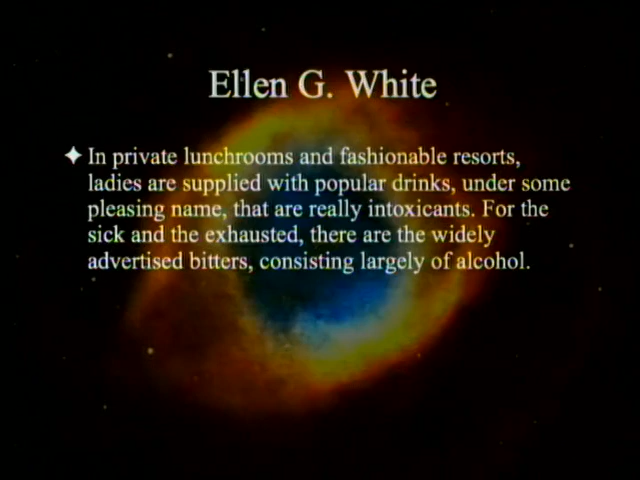 Ellen G. White
In private lunchrooms and fashionable resorts,
ladies are supplied with popular drinks, under some
pleasing name, that are really intoxicants. For the
sick and the exhausted, there are the widely
advertised bitters, consisting largely of alcohol.